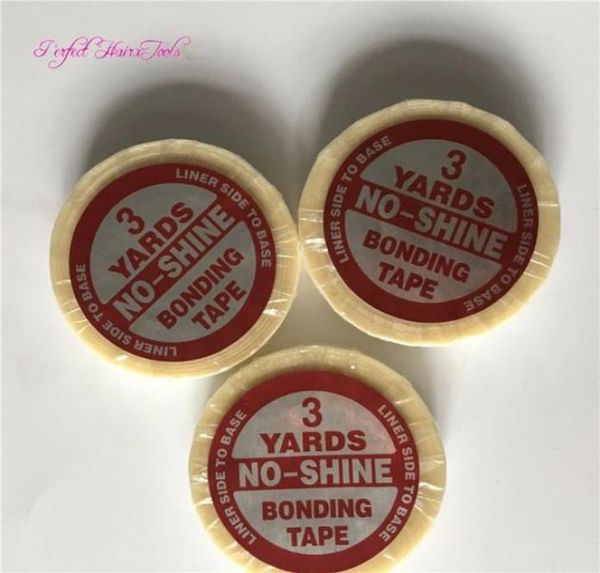 Perfect HairxTools
LINER SIDE TO BASE
3
YARDS
NO-SHINE
BONDING
TAPE
LINER SIDE TO BASE
LINER SIDE TO BASE
3
YARDS
NO-SHINE
BONDING
TAPE
LINER SIDE TO BASE
LINER SIDE TO BASE
3
YARDS
NO-SHINE
BONDING
TAPE
LINER SIDE TO BASE